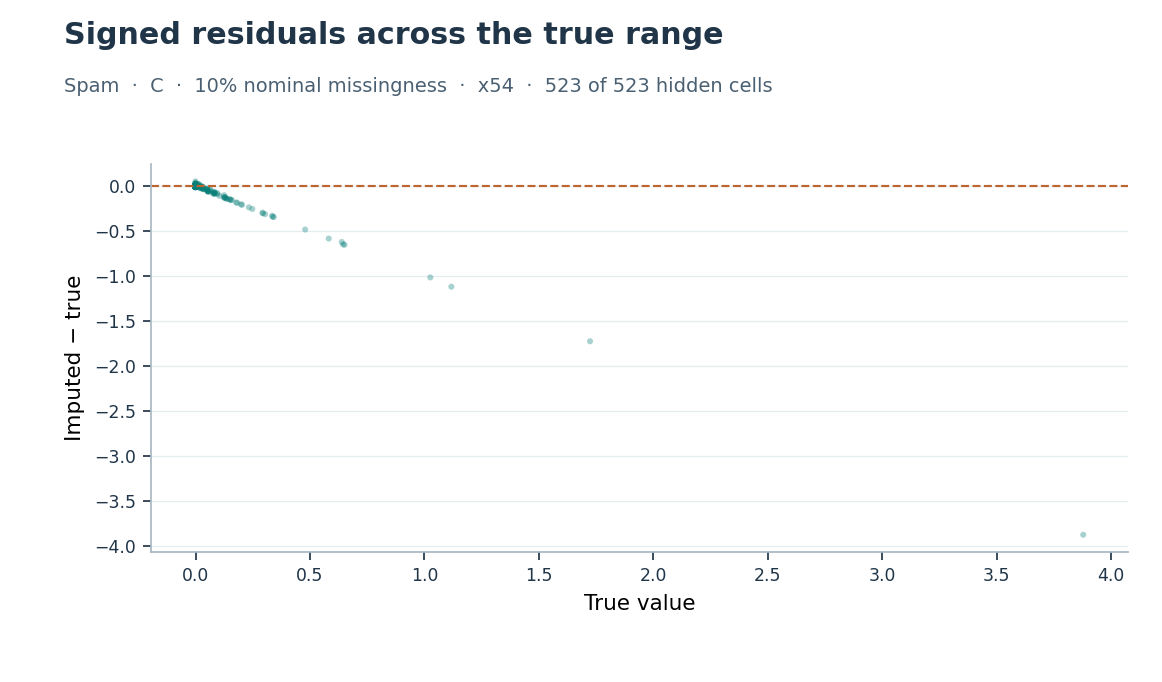 Signed residuals across the true range
Spam · C · 10% nominal missingness · x54 · 523 of 523 hidden cells
Imputed − true
0.0
−0.5
−1.0
−1.5
−2.0
−2.5
−3.0
−3.5
−4.0
0.0 0.5 1.0 1.5 2.0 2.5 3.0 3.5 4.0
True value